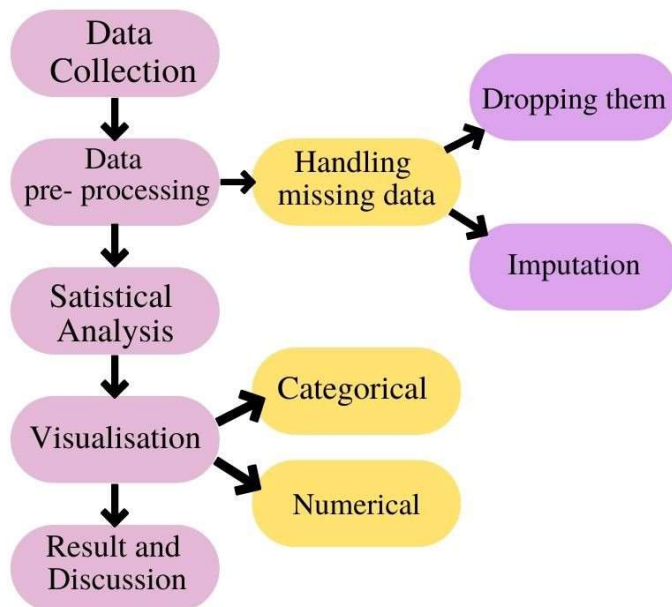 Data
Collection
Dropping them
Data
pre- processing
Handling
missing data
Imputation
Satistical
Analysis
Categorical
Visualisation
Numerical
Result and
Discussion